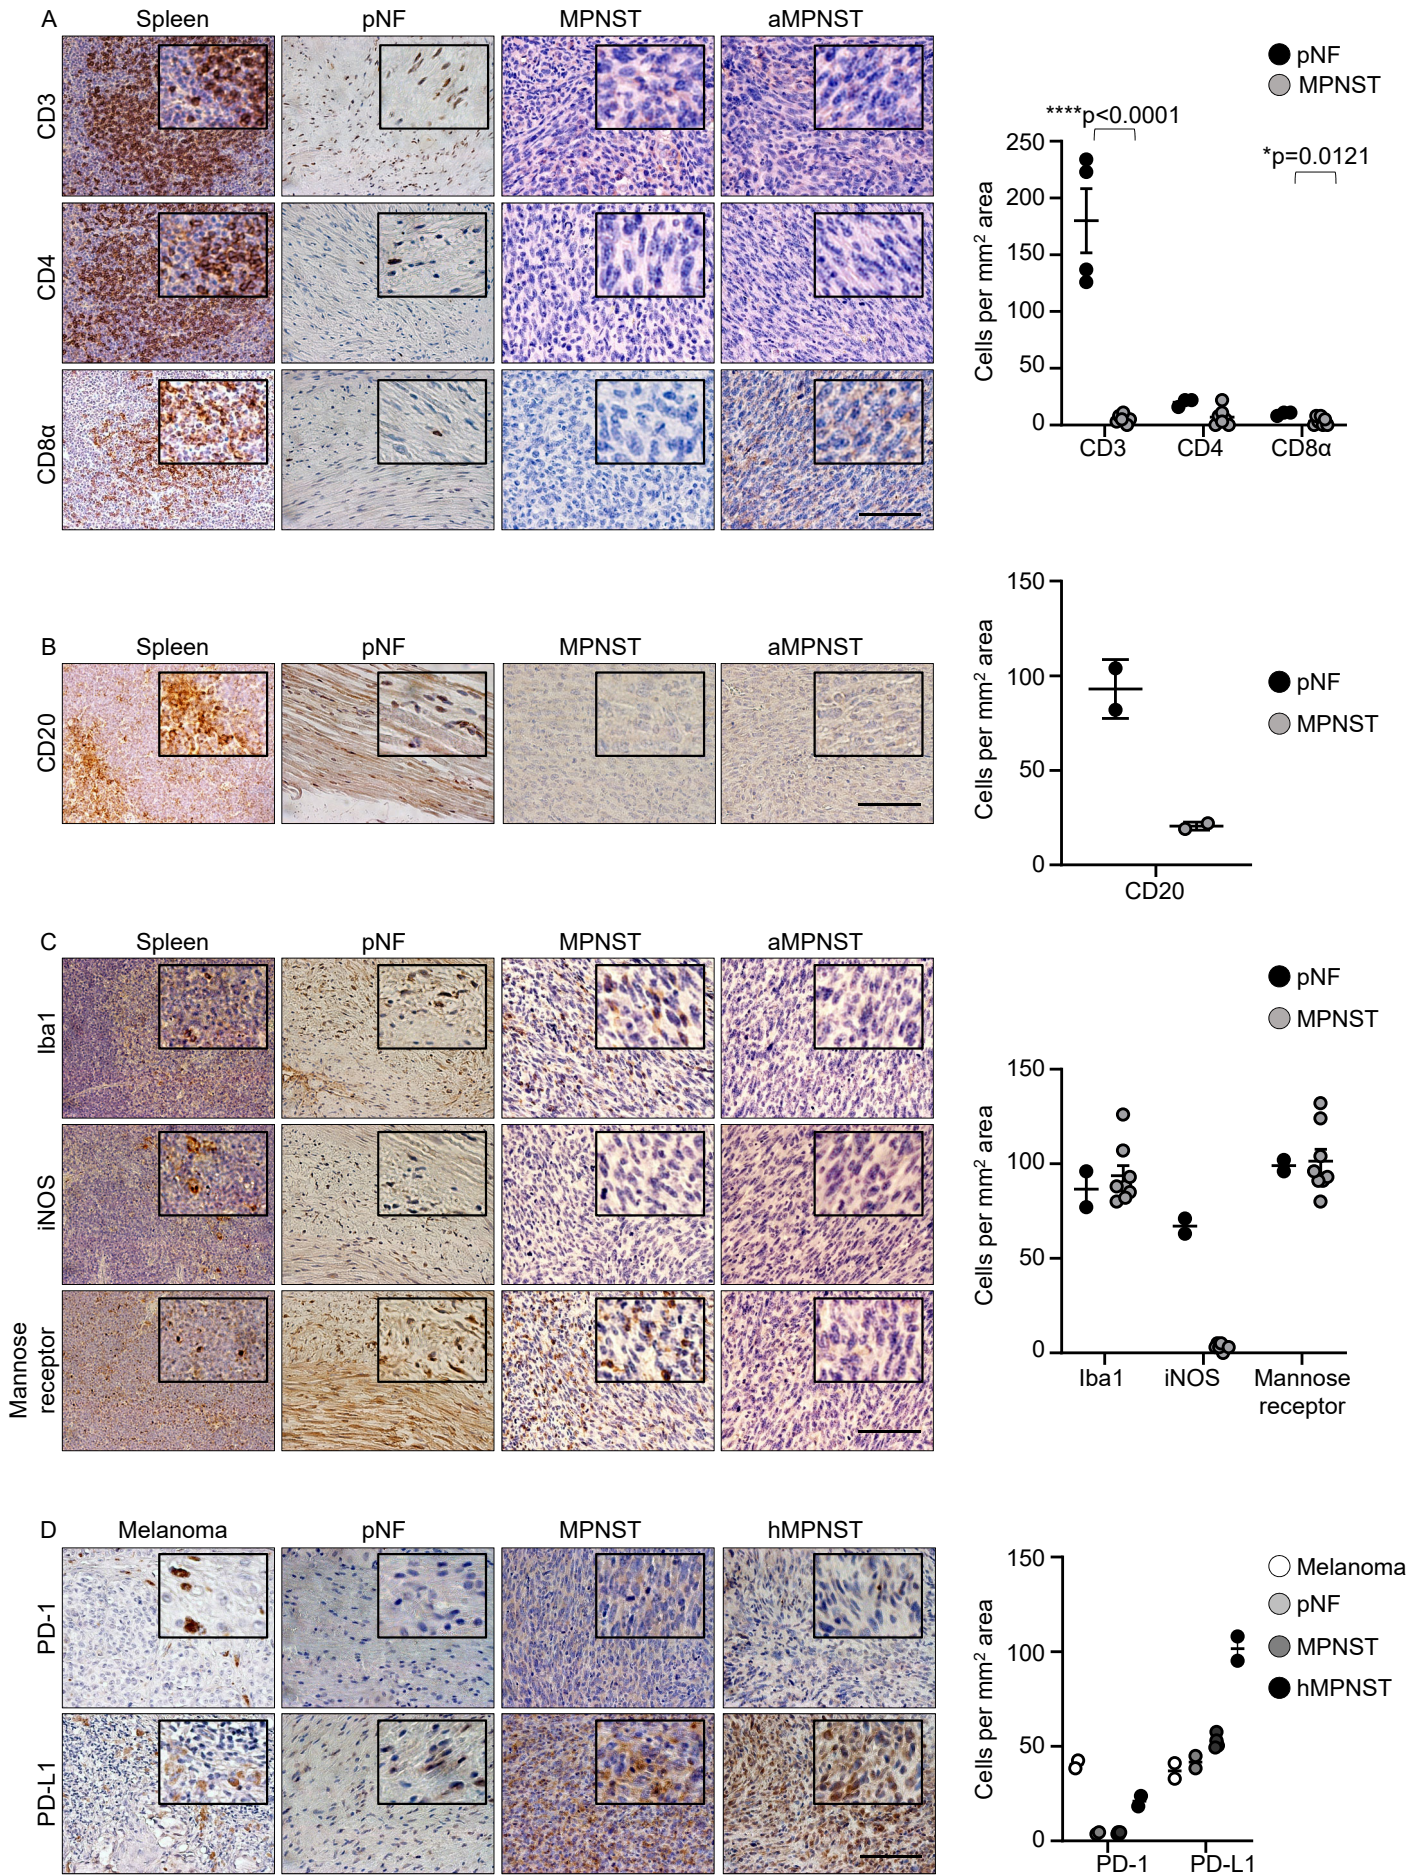 A
Spleen
pNF
MPNST
aMPNST
CD3
CD4
CD8α
pNF
MPNST
****p<0.0001
*p=0.0121
Cells per mm² area
250
200
150
100
50
0
CD3
CD4
CD8α
B
Spleen
pNF
MPNST
aMPNST
CD20
Cells per mm² area
150
100
50
0
CD20
pNF
MPNST
C
Spleen
pNF
MPNST
aMPNST
Iba1
iNOS
Mannose
receptor
pNF
MPNST
Cells per mm² area
150
100
50
0
Iba1
iNOS
Mannose
receptor
D
Melanoma
pNF
MPNST
hMPNST
PD-1
PD-L1
Cells per mm² area
150
100
50
0
PD-1
PD-L1
Melanoma
pNF
MPNST
hMPNST